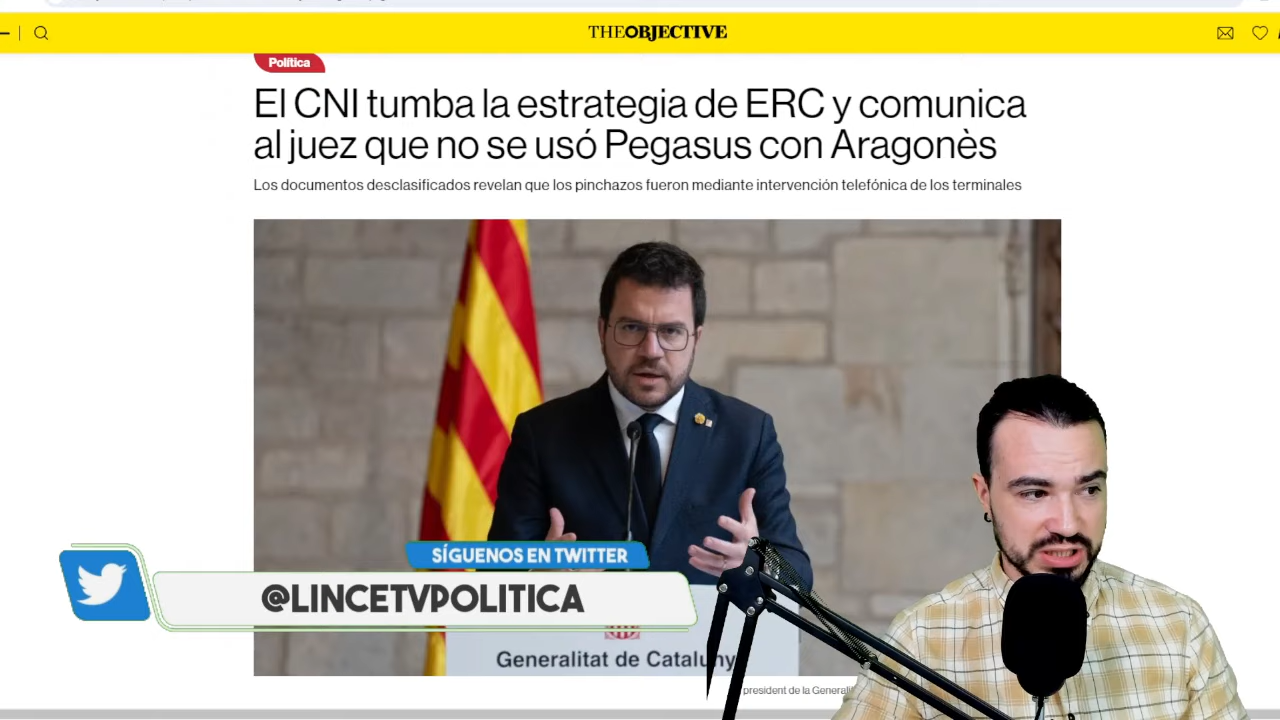 THEOBJECTIVE
Política
El CNI tumba la estrategia de ERC y comunica
al juez que no se usó Pegasus con Aragonès
Los documentos desclasificados revelan que los pinchazos fueron mediante intervención telefónica de los terminales
SÍGUENOS EN TWITTER
@LINCETVPOLITICA
Generalitat de Cataluny
president de la Generali